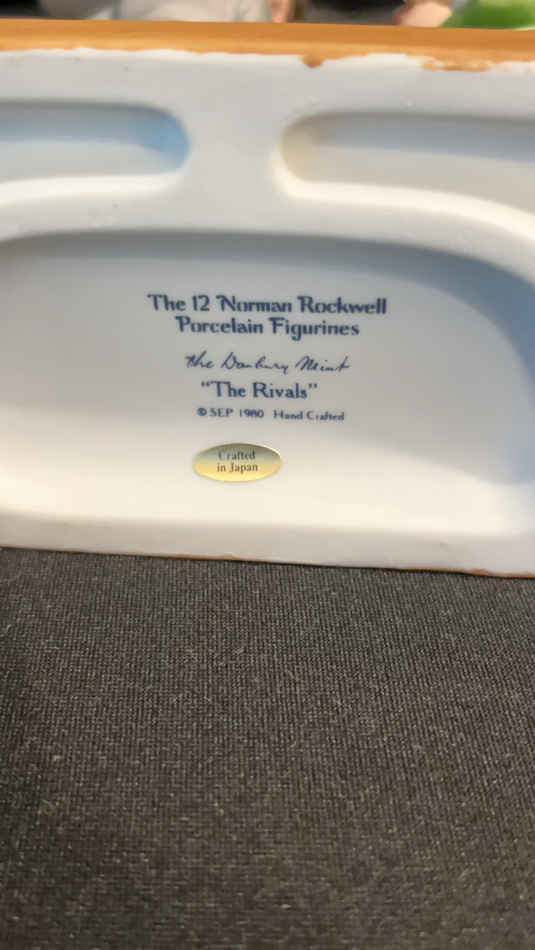 The 12 Norman Rockwell
Porcelain Figurines
the Danbury Mint
"The Rivals"
© SEP 1980 Hand Crafted
Crafted
in Japan